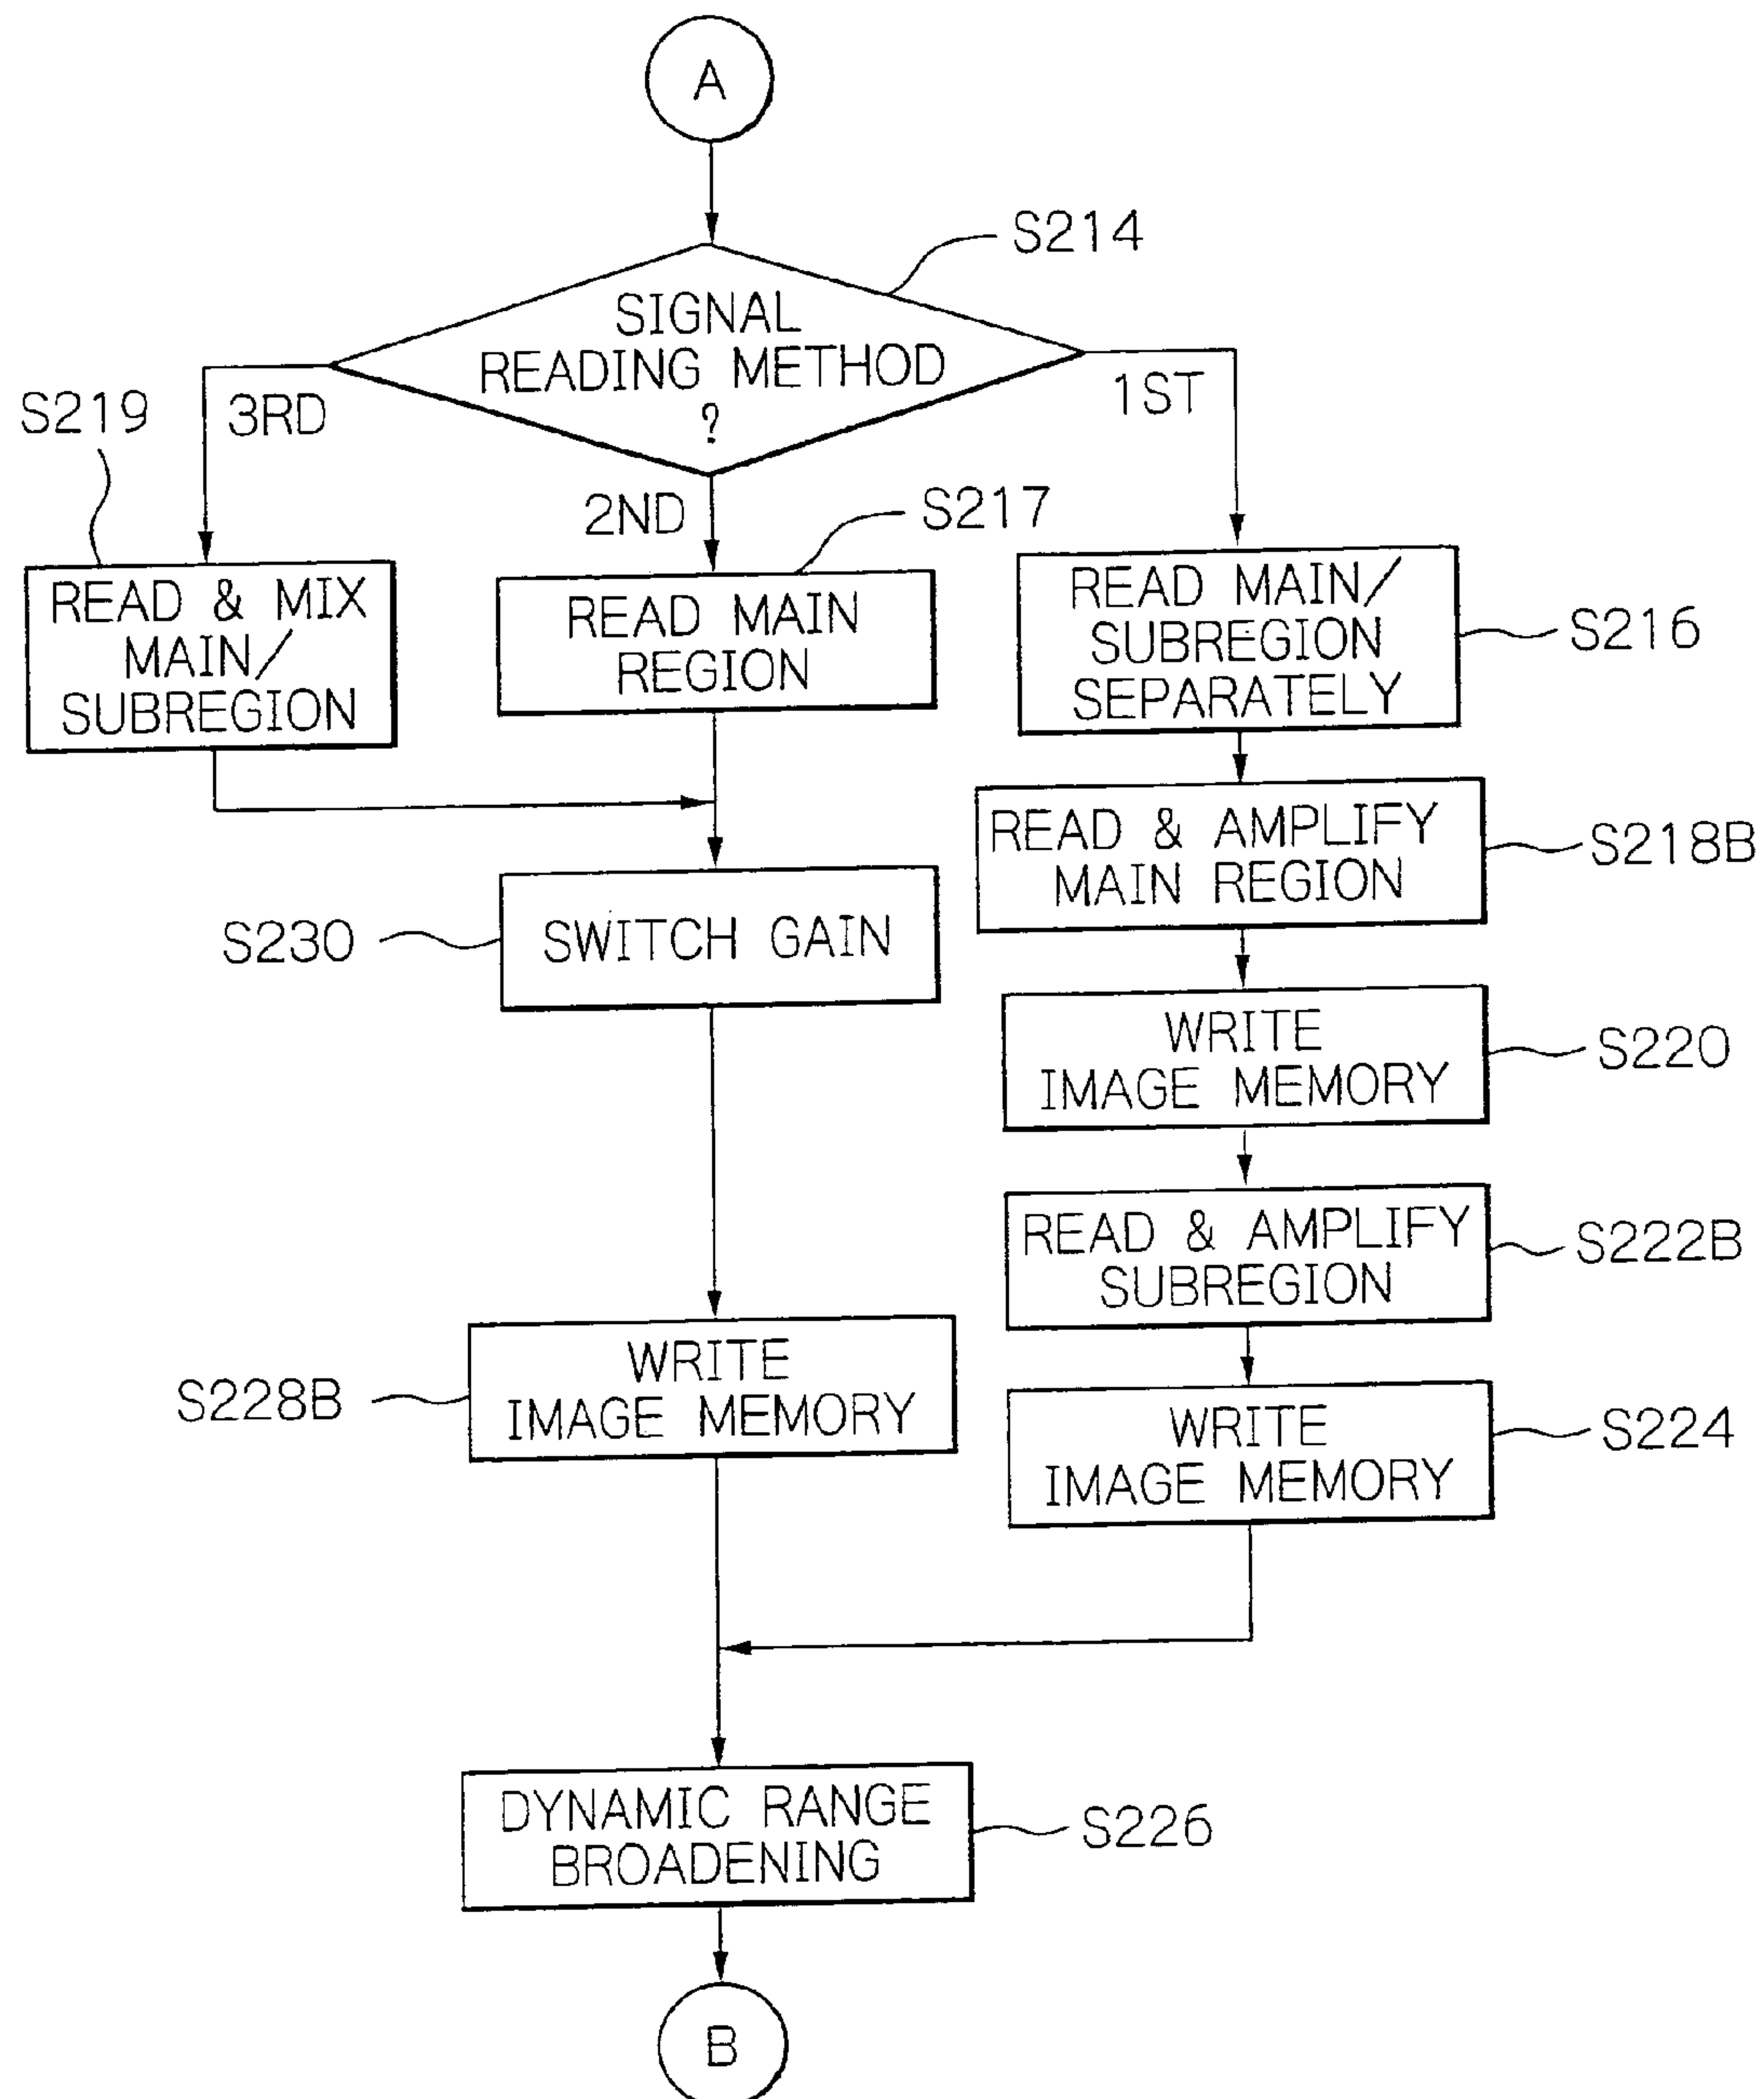 A
S214
SIGNAL
READING METHOD
?
1ST
S219
3RD
2ND
S217
READ & MIX
MAIN/
SUBREGION
READ MAIN
REGION
READ MAIN/
SUBREGION
SEPARATELY
S216
READ & AMPLIFY
MAIN REGION
S218B
S230
SWITCH GAIN
WRITE
IMAGE MEMORY
S220
READ & AMPLIFY
SUBREGION
S222B
S228B
WRITE
IMAGE MEMORY
WRITE
IMAGE MEMORY
S224
DYNAMIC RANGE
BROADENING
S226
B